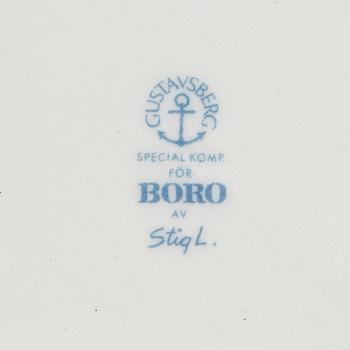 GUSTAVSBERG
SPECIAL KOMP.
FÖR
BORO
AV
Stig L.